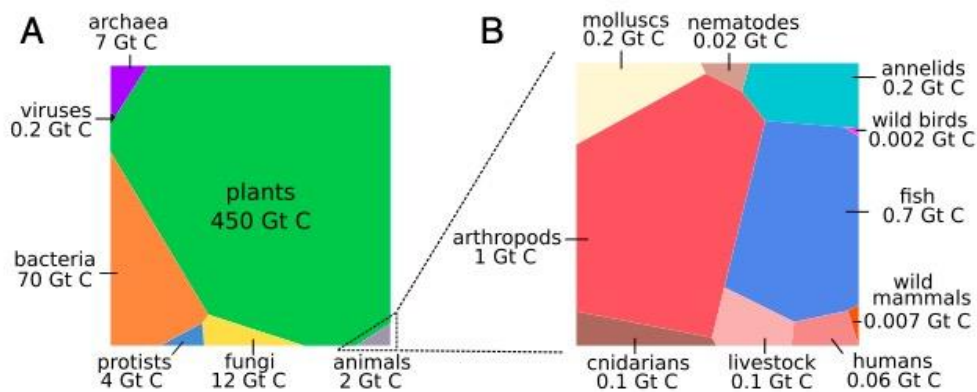 A
archaea
7 Gt C
viruses
0.2 Gt C
plants
450 Gt C
bacteria
70 Gt C
protists
4 Gt C
fungi
12 Gt C
animals
2 Gt C
B
molluscs
0.2 Gt C
nematodes
0.02 Gt C
annelids
0.2 Gt C
wild birds
0.002 Gt C
fish
0.7 Gt C
arthropods
1 Gt C
wild
mammals
0.007 Gt C
cnidarians
0.1 Gt C
livestock
0.1 Gt C
humans
0.06 Gt C